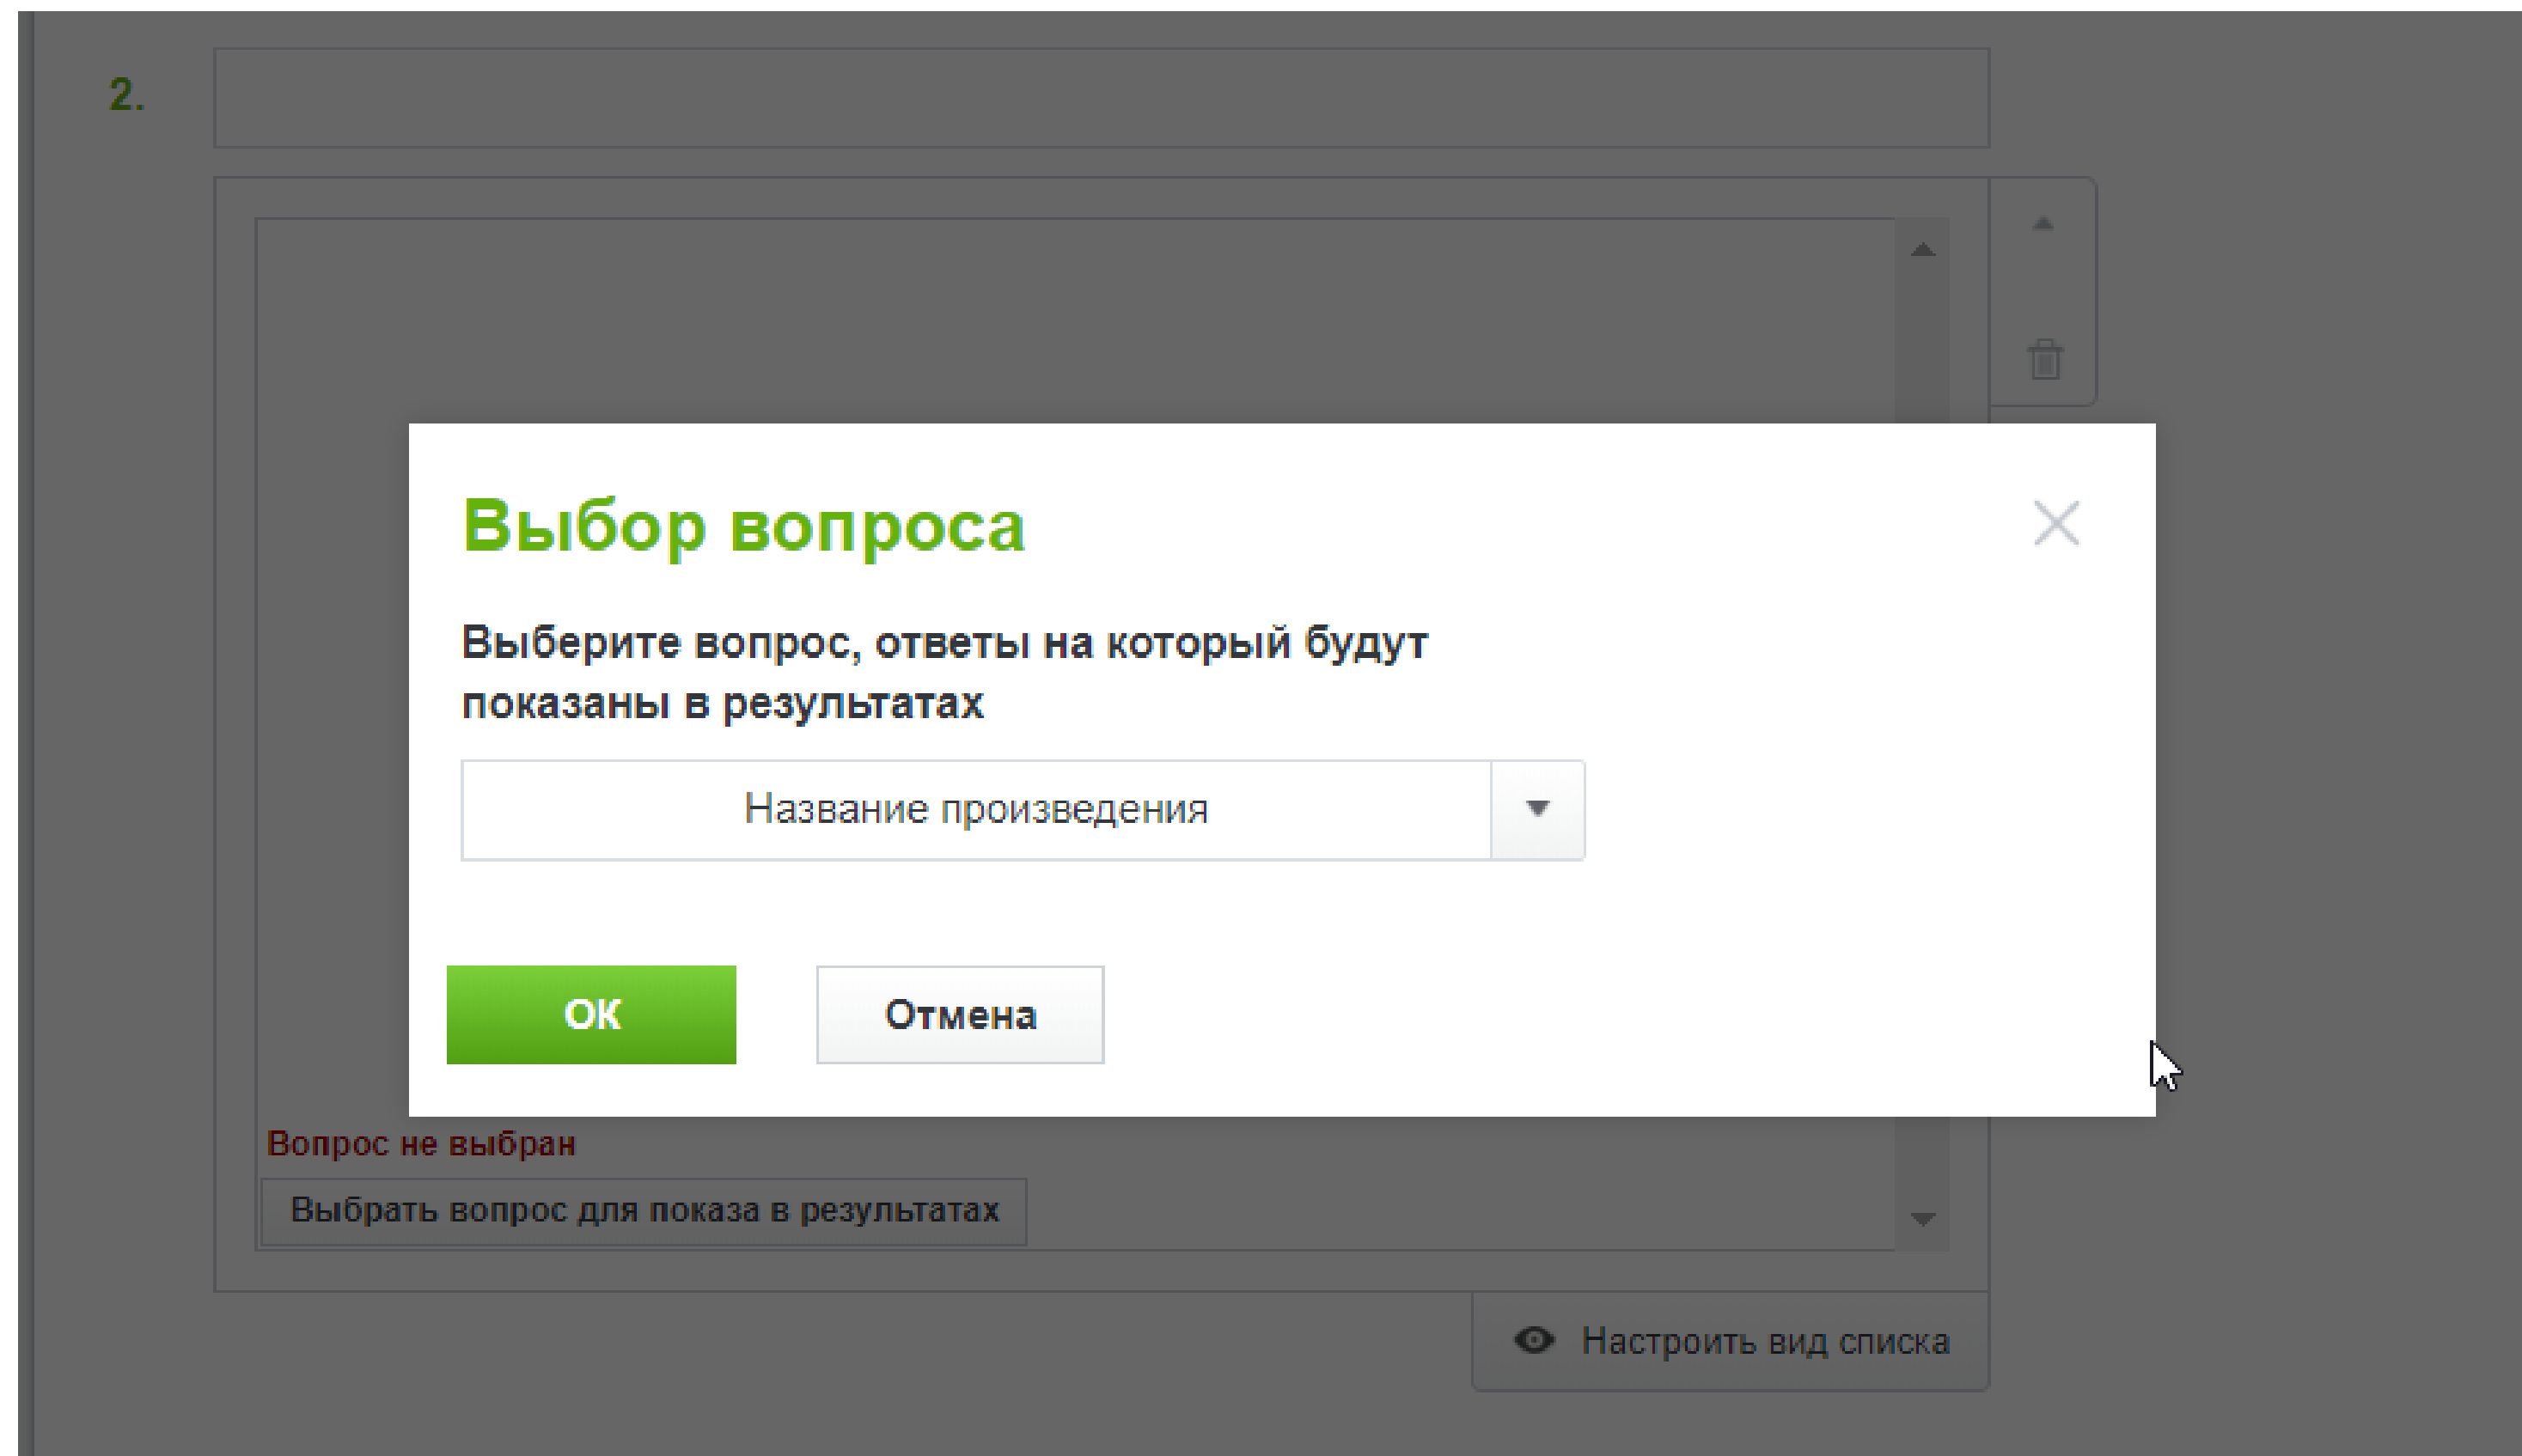 2.
Выбор вопроса
Выберите вопрос, ответы на который будут
показаны в результатах
Название произведения
ОК
Отмена
Вопрос не выбран
Выбрать вопрос для показа в результатах
Настроить вид списка